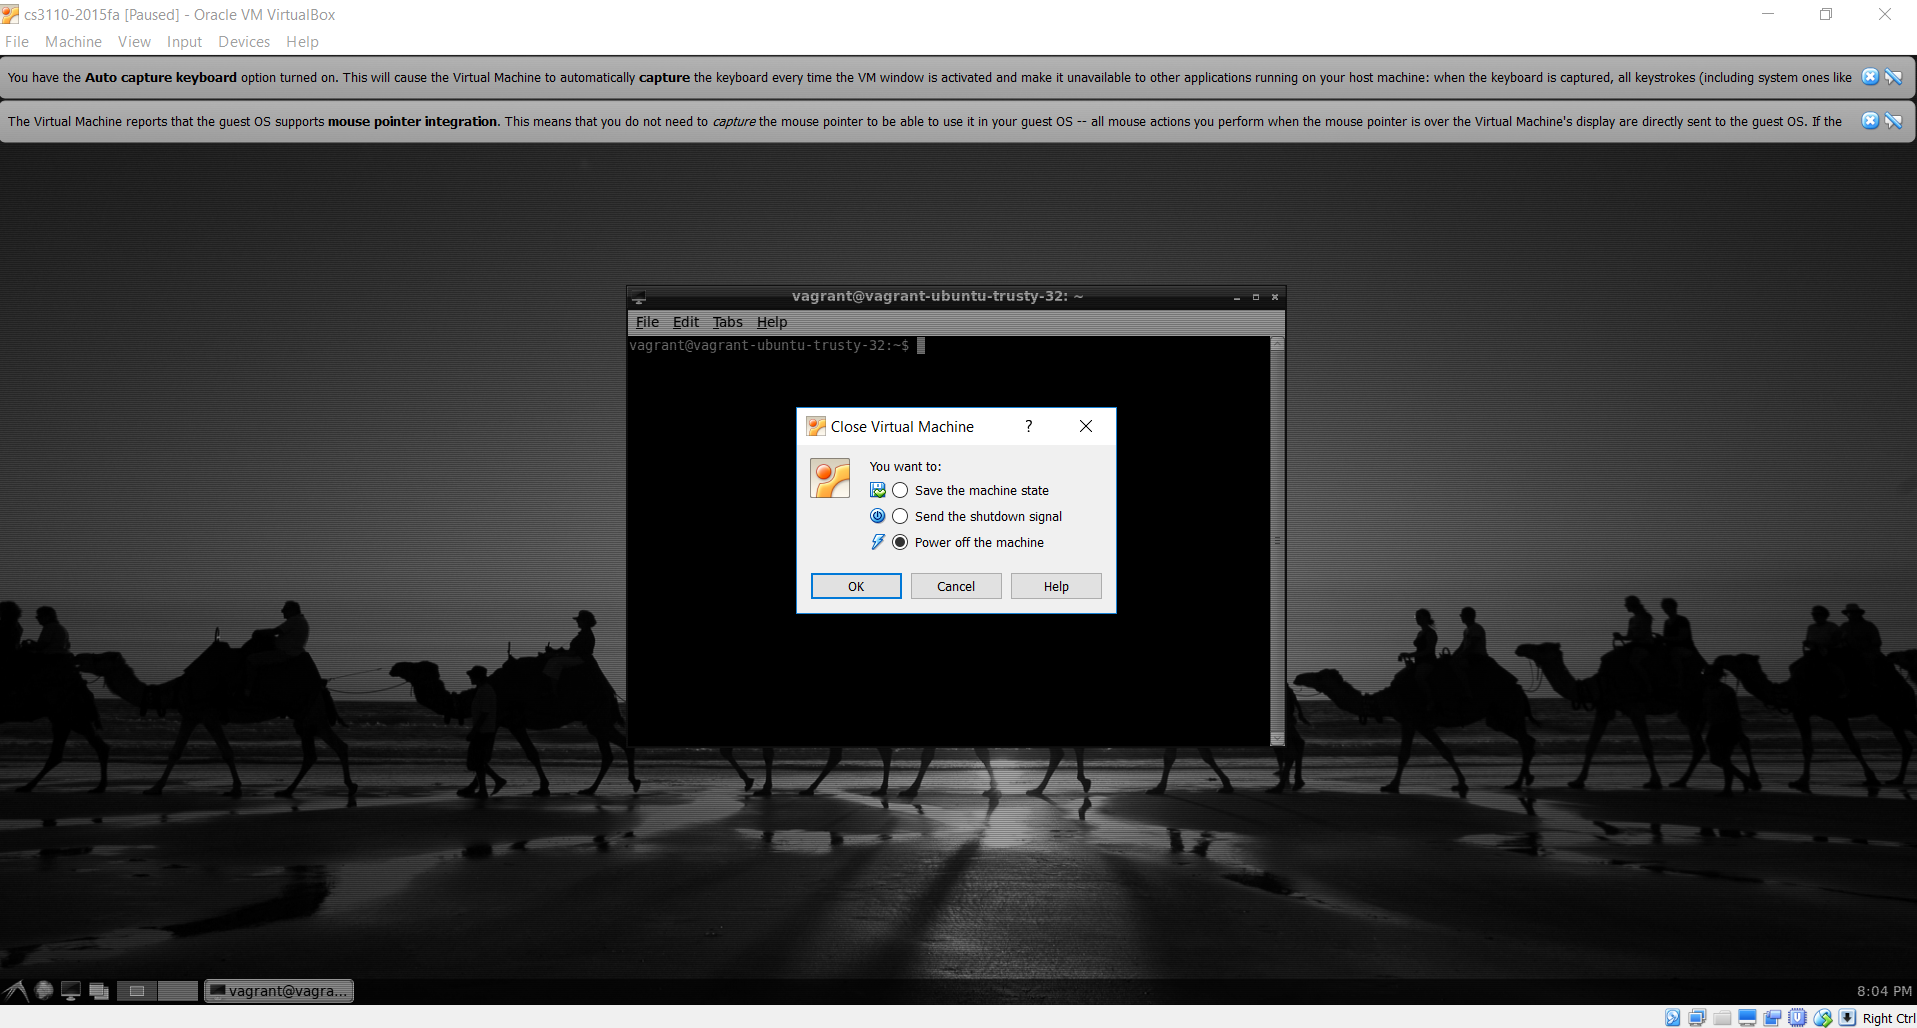 cs3110-2015fa [Paused] - Oracle VM VirtualBox
File Machine View Input Devices Help
You have the Auto capture keyboard option turned on. This will cause the Virtual Machine to automatically capture the keyboard every time the VM window is activated and make it unavailable to other applications running on your host machine: when the keyboard is captured, all keystrokes (including system ones like
The Virtual Machine reports that the guest OS supports mouse pointer integration. This means that you do not need to capture the mouse pointer to be able to use it in your guest OS -- all mouse actions you perform when the mouse pointer is over the Virtual Machine's display are directly sent to the guest OS. If the
vagrant@vagrant-ubuntu-trusty-32: ~
File Edit Tabs Help
vagrant@vagrant-ubuntu-trusty-32:~$
Close Virtual Machine ?
You want to:
Save the machine state
Send the shutdown signal
Power off the machine
OK Cancel Help
vagrant@vagra... 8:04 PM
Right Ctrl